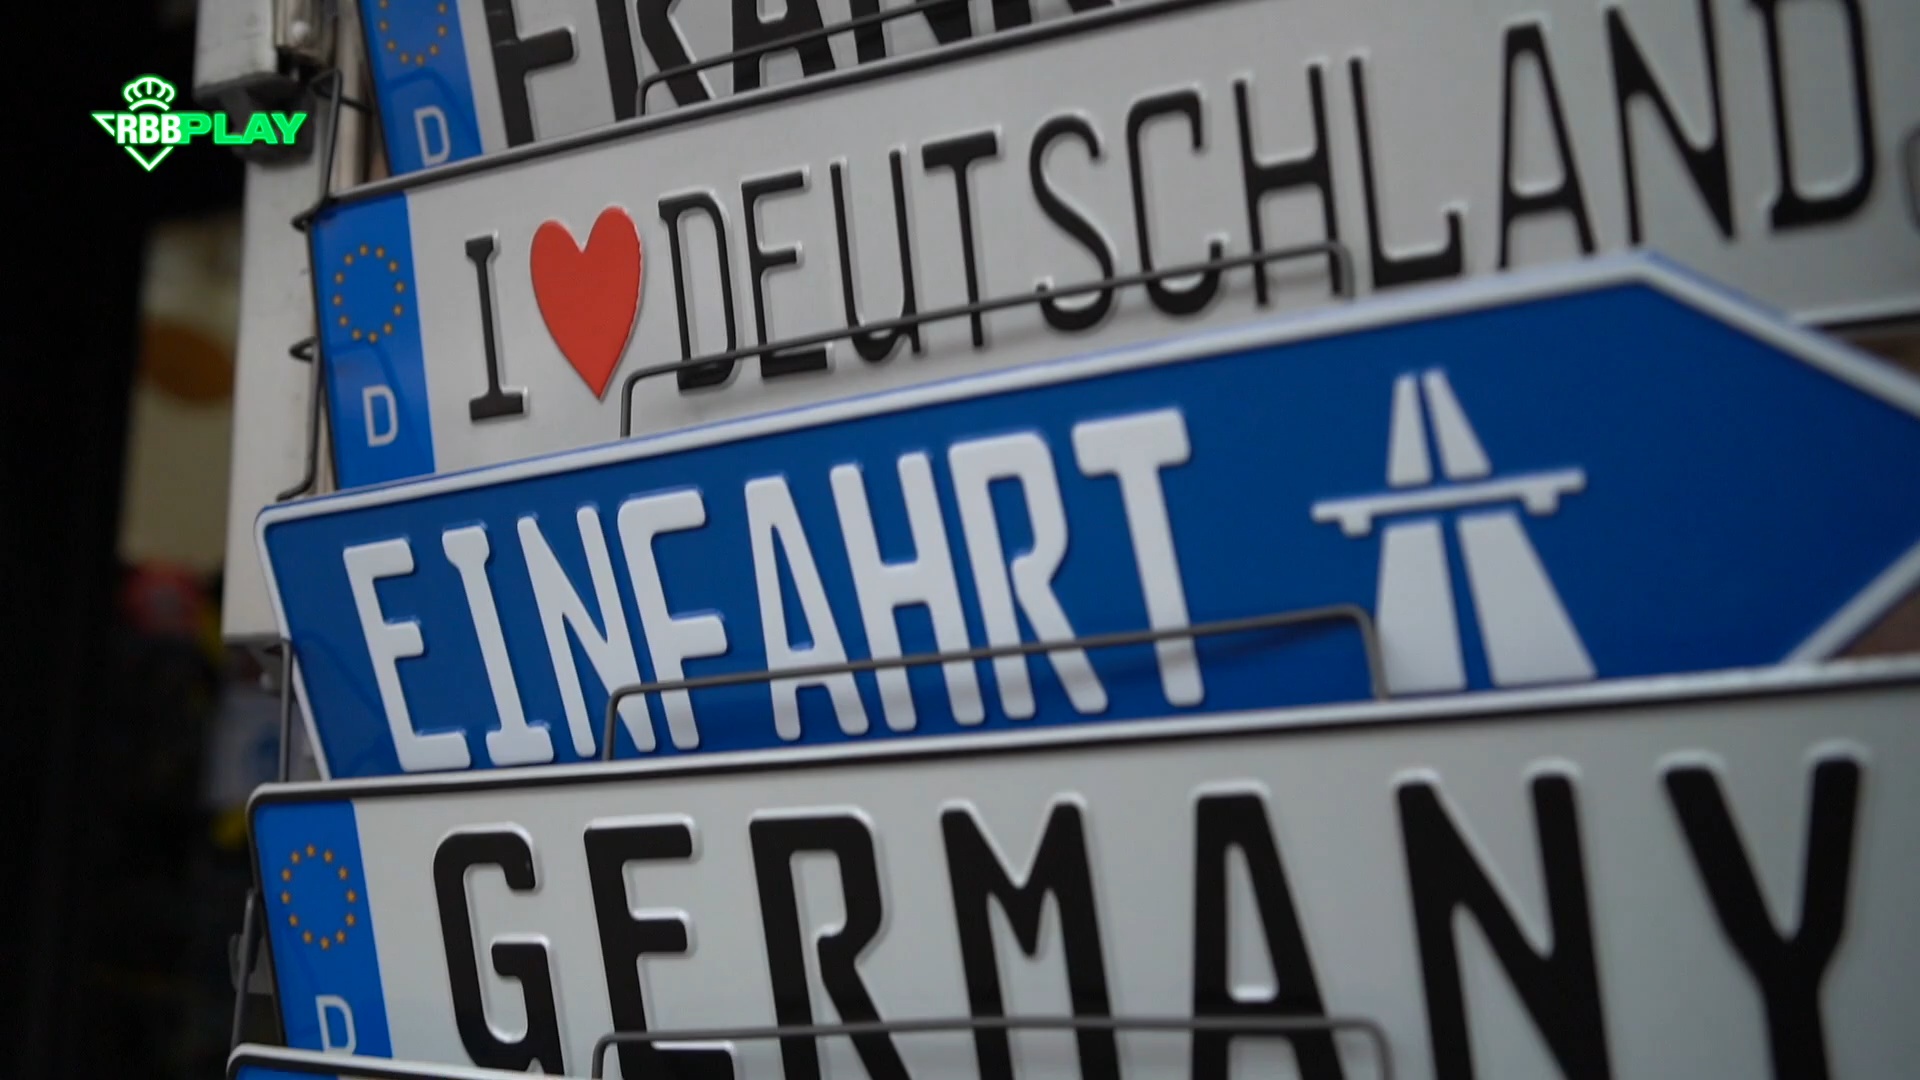 RBBPLAY
D
D
I ❤ DEUTSCHLAND
EINFAHRT
D
GERMANY